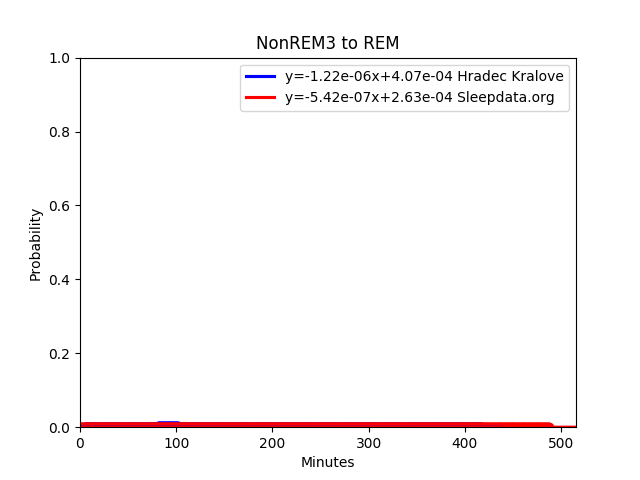 NonREM3 to REM
y=-1.22e-06x+4.07e-04 Hradec Kralove
y=-5.42e-07x+2.63e-04 Sleepdata.org
1.0
0.8
0.6
0.4
0.2
0.0
Probability
0 100 200 300 400 500
Minutes